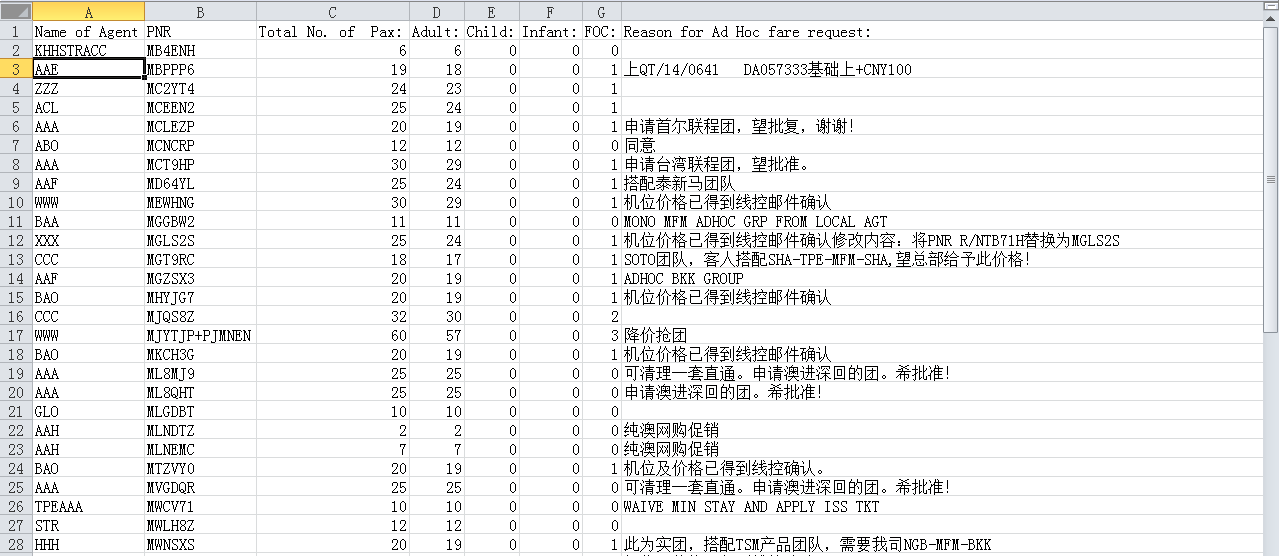 A B C D E F G
1 Name of Agent PNR Total No. of Pax: Adult: Child: Infant: FOC: Reason for Ad Hoc fare request:
2 KHHSTRACC MB4ENH 6 6 0 0 0
3 AAE MBPPP6 19 18 0 0 1 上QT/14/0641 DA057333基础上+CNY100
4 ZZZ MC2YT4 24 23 0 0 1
5 ACL MCEEN2 25 24 0 0 1
6 AAA MCLEZP 20 19 0 0 1 申请首尔联程团，望批复，谢谢！
7 ABO MCNCRP 12 12 0 0 0 同意
8 AAA MCT9HP 30 29 0 0 1 申请台湾联程团，望批准。
9 AAF MD64YL 25 24 0 0 1 搭配泰新马团队
10 WWW MEWHNG 30 29 0 0 1 机位价格已得到线控邮件确认
11 BAA MGGBW2 11 11 0 0 0 MONO MFM ADHOC GRP FROM LOCAL AGT
12 XXX MGLS2S 25 24 0 0 1 机位价格已得到线控邮件确认修改内容：将PNR R/NTB71H替换为MGLS2S
13 CCC MGT9RC 18 17 0 0 1 SOTO团队，客人搭配SHA-TPE-MFM-SHA,望总部给予此价格！
14 AAF MGZSX3 20 19 0 0 1 ADHOC BKK GROUP
15 BAO MHYJG7 20 19 0 0 1 机位价格已得到线控邮件确认
16 CCC MJQS8Z 32 30 0 0 2
17 WWW MJYTJP+PJMNEN 60 57 0 0 3 降价抢团
18 BAO MKCH3G 20 19 0 0 1 机位价格已得到线控邮件确认
19 AAA ML8MJ9 25 25 0 0 0 可清理一套直通。申请澳进深回的团。希批准！
20 AAA ML8QHT 25 25 0 0 0 申请澳进深回的团。希批准！
21 GLO MLGDBT 10 10 0 0 0
22 AAH MLNDTZ 2 2 0 0 0 纯澳网购促销
23 AAH MLNEMC 7 7 0 0 0 纯澳网购促销
24 BAO MTZVYO 20 19 0 0 1 机位及价格已得到线控确认。
25 AAA MVGDQR 25 25 0 0 0 可清理一套直通。申请澳进深回的团。希批准！
26 TPEAAA MWCV71 10 10 0 0 0 WAIVE MIN STAY AND APPLY ISS TKT
27 STR MWLH8Z 12 12 0 0 0
28 HHH MWNSXS 20 19 0 0 1 此为实团，搭配TSM产品团队，需要我司NGB-MFM-BKK